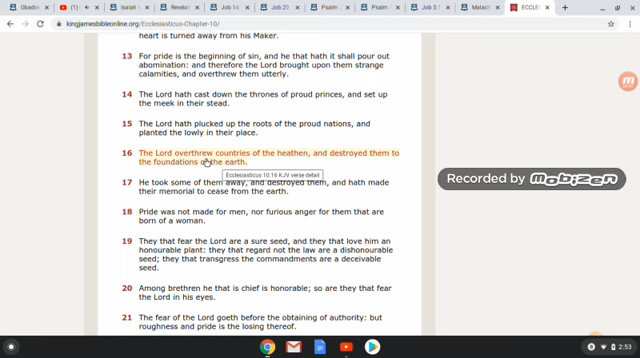 Obadia
(1)
Isaiah
Revela
Job 14
Job 20
Psalm
Psalm
Job 5:1
Malach
ECCLE
kingjamesbibleonline.org/Ecclesiasticus-Chapter-10/
heart is turned away from his Maker.
13 For pride is the beginning of sin, and he that hath it shall pour out
abomination: and therefore the Lord brought upon them strange
calamities, and overthrew them utterly.
14 The Lord hath cast down the thrones of proud princes, and set up
the meek in their stead.
15 The Lord hath plucked up the roots of the proud nations, and
planted the lowly in their place.
16 The Lord overthrew countries of the heathen, and destroyed them to
the foundations of the earth.
Ecclesiasticus 10:16 KJV verse detail
17 He took some of them away, and destroyed them, and hath made
their memorial to cease from the earth.
18 Pride was not made for men, nor furious anger for them that are
born of a woman.
19 They that fear the Lord are a sure seed, and they that love him an
honourable plant: they that regard not the law are a dishonourable
seed; they that transgress the commandments are a deceivable
seed.
20 Among brethren he that is chief is honorable; so are they that fear
the Lord in his eyes.
21 The fear of the Lord goeth before the obtaining of authority: but
roughness and pride is the losing thereof.
Recorded by Mobizen
2:53